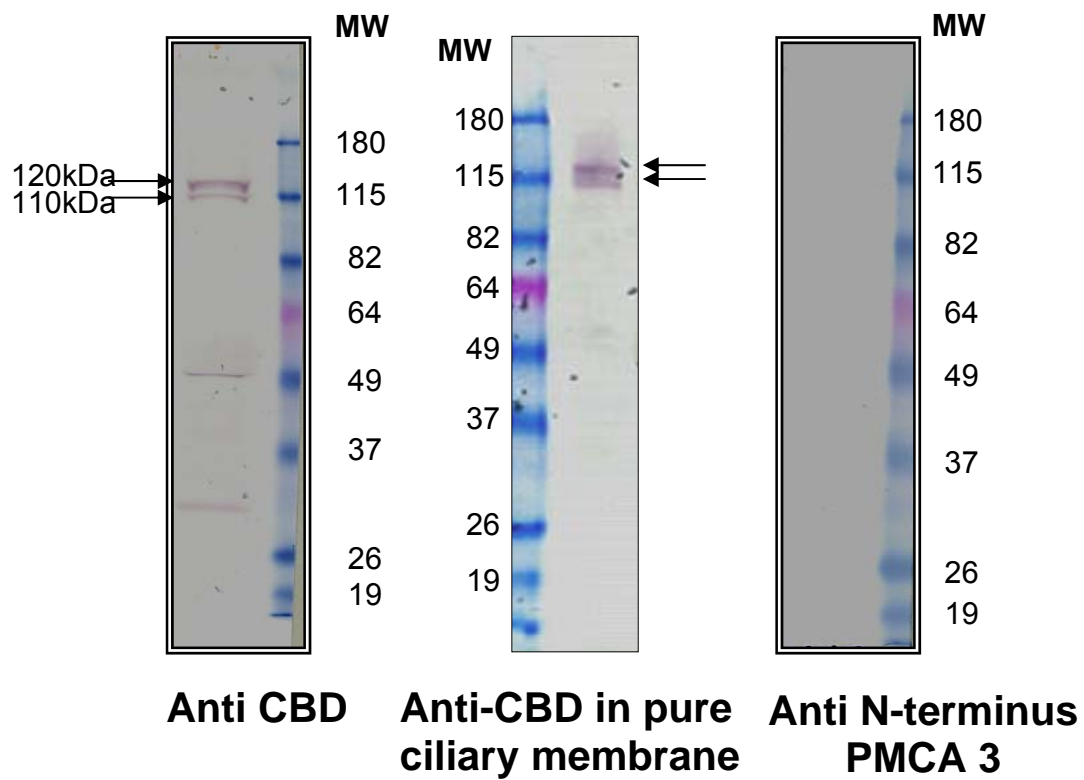 MW
180
120kDa
110kDa
115
82
64
49
37
26
19
Anti CBD
MW
180
115
82
64
49
37
26
19
Anti-CBD in pure
ciliary membrane
MW
180
115
82
64
49
37
26
19
Anti N-terminus
PMCA 3